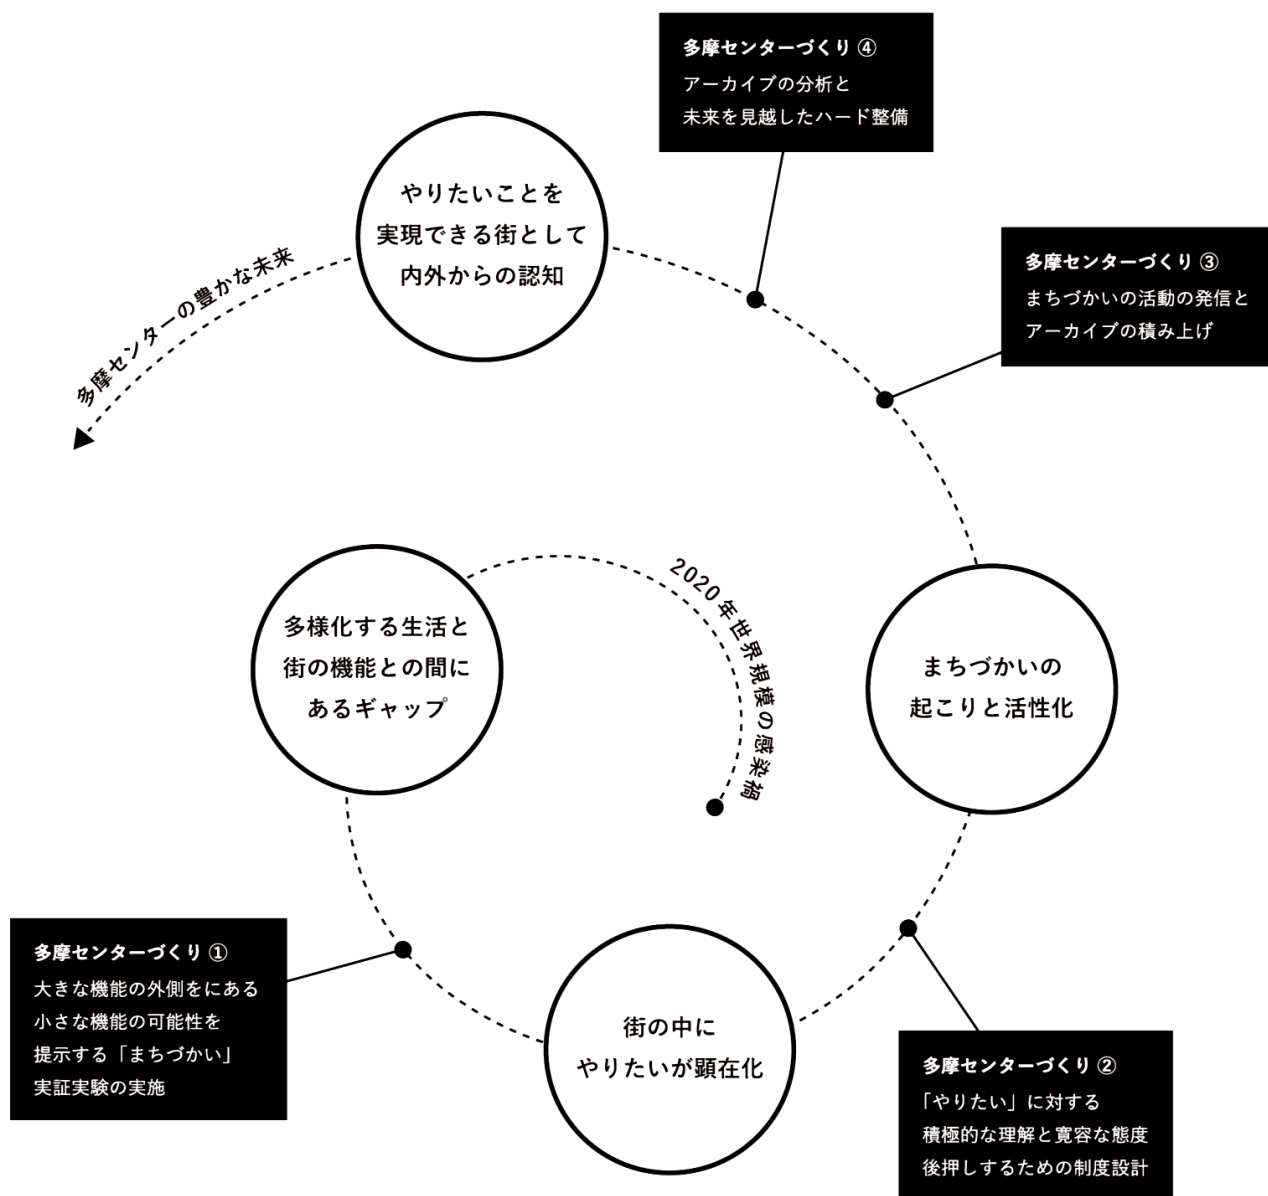 多摩センターづくり ④
アーカイブの分析と
未来を見越したハード整備
やりたいことを
実現できる街として
内外からの認知
多摩センターの豊かな未来
多摩センターづくり ③
まちづかいの活動の発信と
アーカイブの積み上げ
2020年世界規模の感染禍
多様化する生活と
街の機能との間に
あるギャップ
まちづかいの
起こりと活性化
多摩センターづくり ①
大きな機能の外側をにある
小さな機能の可能性を
提示する「まちづかい」
実証実験の実施
街の中に
やりたいが顕在化
多摩センターづくり ②
「やりたい」に対する
積極的な理解と寛容な態度
後押しするための制度設計